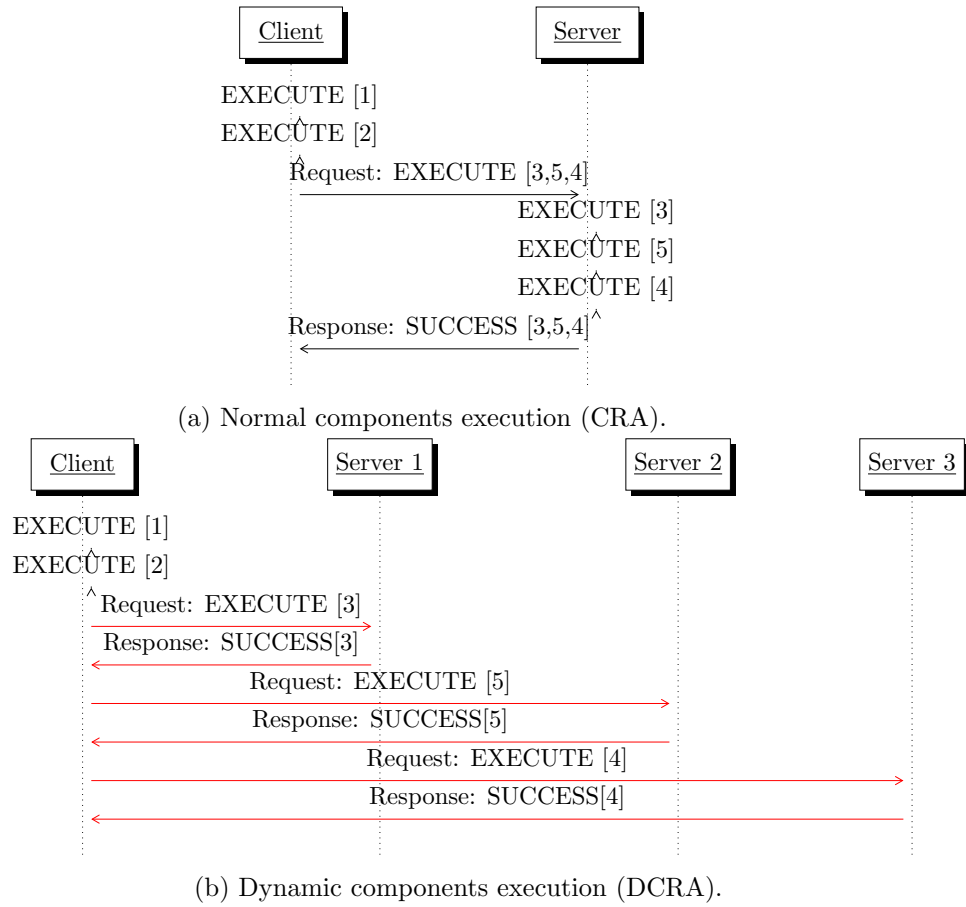 Client Server
EXECUTE [1]
EXECUTE [2]
Request: EXECUTE [3,5,4]
EXECUTE [3]
EXECUTE [5]
EXECUTE [4]
Response: SUCCESS [3,5,4]
(a) Normal components execution (CRA).
Client Server 1 Server 2 Server 3
EXECUTE [1]
EXECUTE [2]
Request: EXECUTE [3]
Response: SUCCESS[3]
Request: EXECUTE [5]
Response: SUCCESS[5]
Request: EXECUTE [4]
Response: SUCCESS[4]
(b) Dynamic components execution (DCRA).